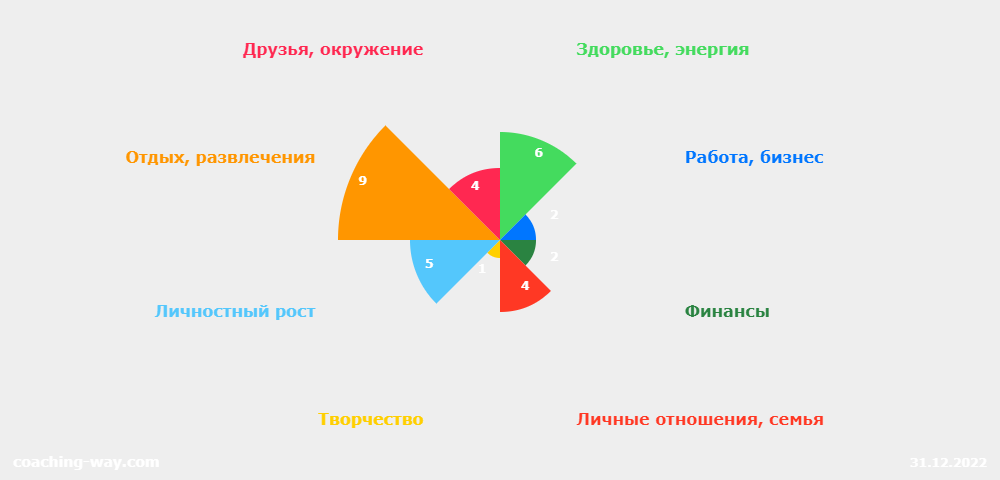 Друзья, окружение
Здоровье, энергия
6
Отдых, развлечения
Работа, бизнес
9
4
2
5
1
2
4
Личностный рост
Финансы
Творчество
Личные отношения, семья
coaching-way.com
31.12.2022